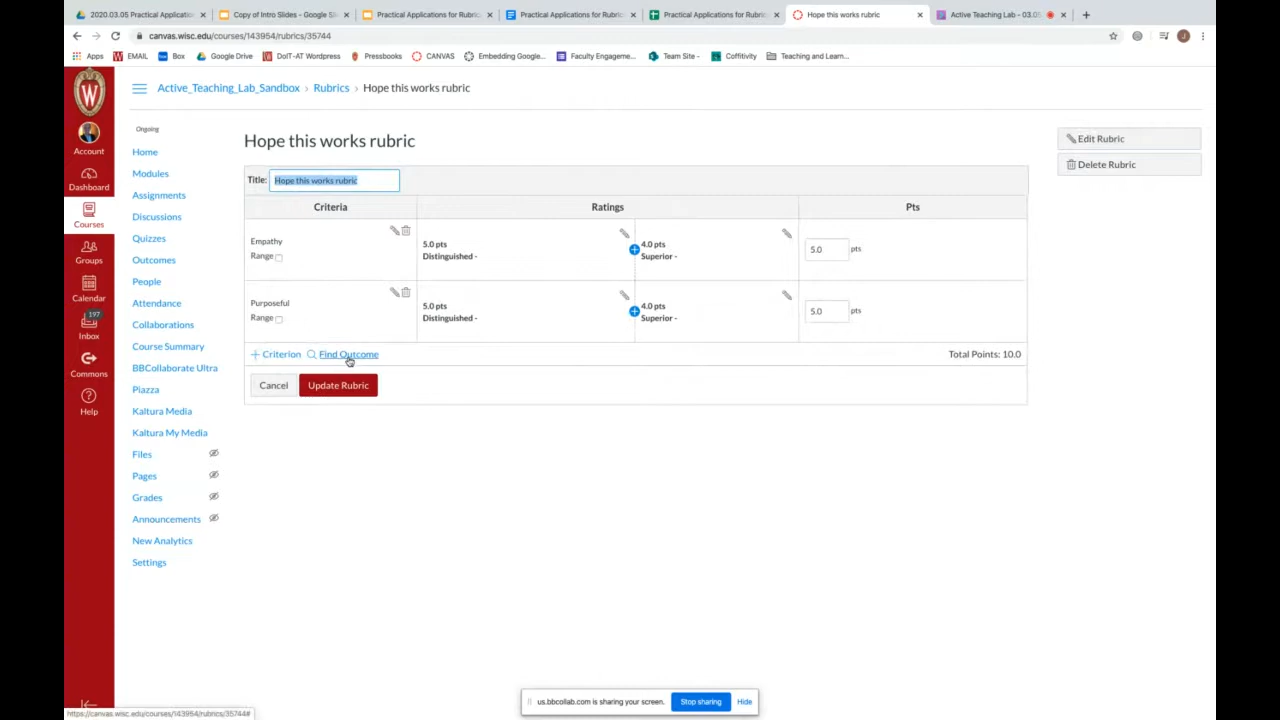 2020.03.05 Practical Application
Copy of Intro Slides - Google Sl
Practical Applications for Rubric
Practical Applications for Rubric
Practical Applications for Rubric
Hope this works rubric
Active Teaching Lab - 03.05
canvas.wisc.edu/courses/143954/rubrics/35744
Apps
EMAIL
Box
Google Drive
DoIT-AT Wordpress
Pressbooks
CANVAS
Embedding Google...
Faculty Engageme...
Team Site -
Coffitivity
Teaching and Learn...
W
Account
Dashboard
Courses
Groups
Calendar
197
Inbox
Commons
Help
Active_Teaching_Lab_Sandbox › Rubrics › Hope this works rubric
Ongoing
Home
Modules
Assignments
Discussions
Quizzes
Outcomes
People
Attendance
Collaborations
Course Summary
BBCollaborate Ultra
Piazza
Kaltura Media
Kaltura My Media
Files
Pages
Grades
Announcements
New Analytics
Settings
Hope this works rubric
Edit Rubric
Delete Rubric
Title: Hope this works rubric
Criteria Ratings Pts
Empathy
Range
5.0 pts
Distinguished -
4.0 pts
Superior -
5.0 pts
Purposeful
Range
5.0 pts
Distinguished -
4.0 pts
Superior -
5.0 pts
+ Criterion Find Outcome Total Points: 10.0
Cancel Update Rubric
us.bbcollab.com is sharing your screen. Stop sharing Hide
https://canvas.wisc.edu/courses/143954/rubrics/35744#